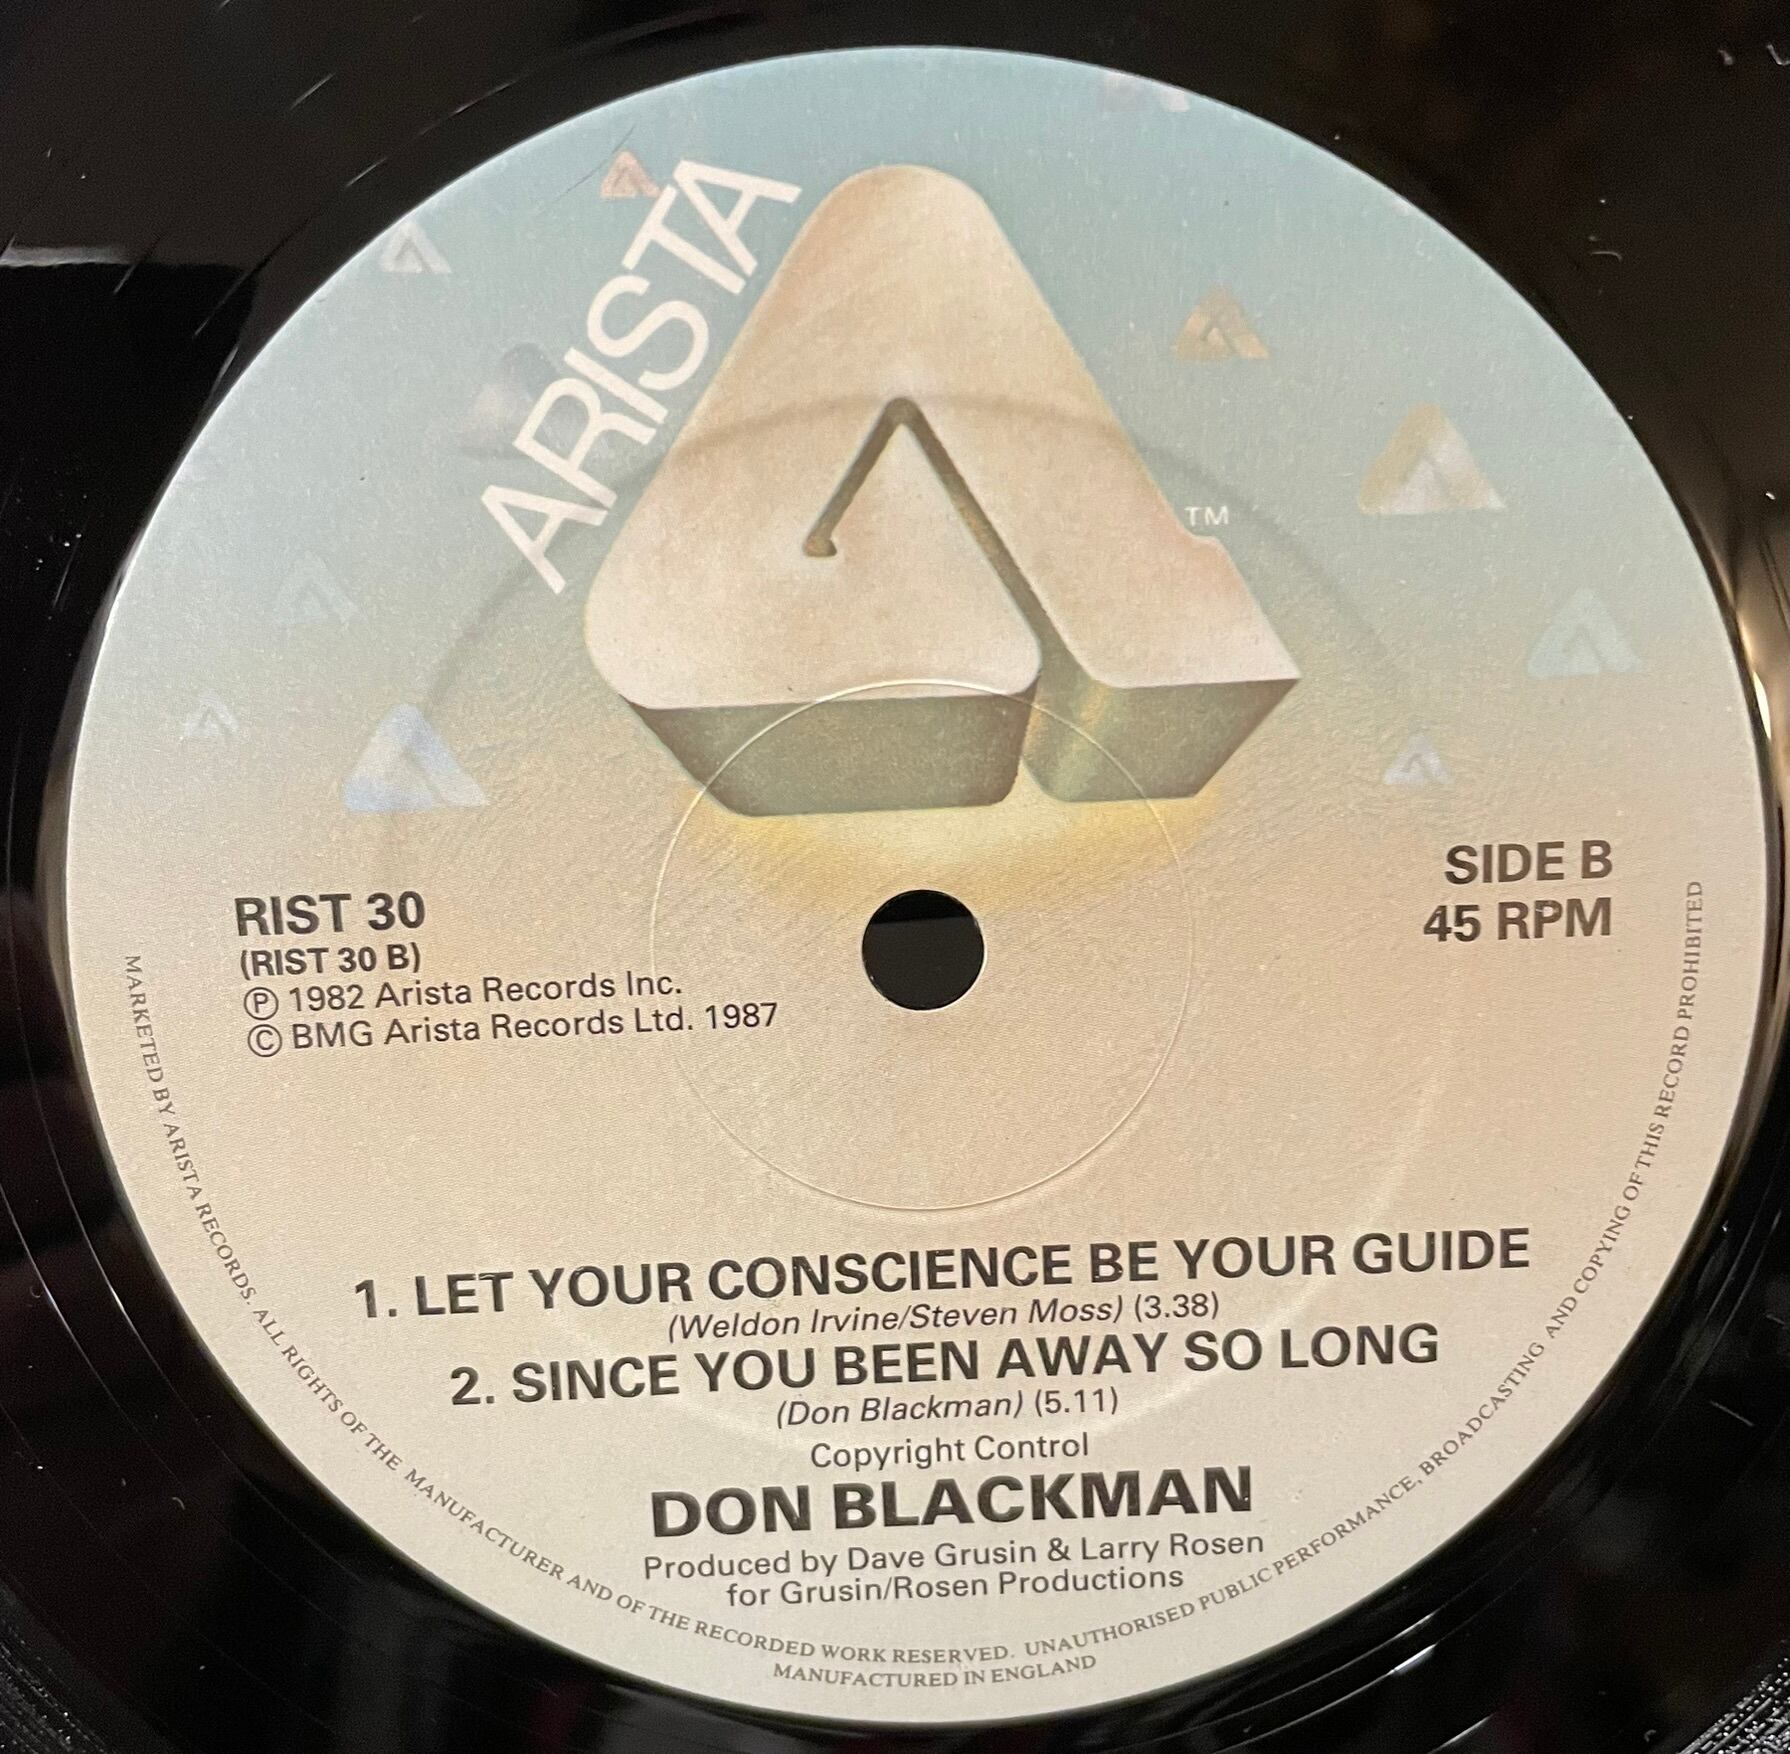 ARISTA
TM
SIDE B
45 RPM
RIST 30
(RIST 30 B)
Ⓟ 1982 Arista Records Inc.
© BMG Arista Records Ltd. 1987
1. LET YOUR CONSCIENCE BE YOUR GUIDE
(Weldon Irvine/Steven Moss) (3.38)
2. SINCE YOU BEEN AWAY SO LONG
(Don Blackman) (5.11)
Copyright Control
DON BLACKMAN
Produced by Dave Grusin & Larry Rosen
for Grusin/Rosen Productions
MARKETED BY ARISTA RECORDS. ALL RIGHTS OF THE MANUFACTURER AND OF THE RECORDED WORK RESERVED. UNAUTHORISED PUBLIC PERFORMANCE, BROADCASTING AND COPYING OF THIS RECORD PROHIBITED
MANUFACTURED IN ENGLAND